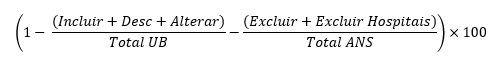 (1 − (Incluir + Desc + Alterar) / Total UB − (Excluir + Excluir Hospitais) / Total ANS) × 100